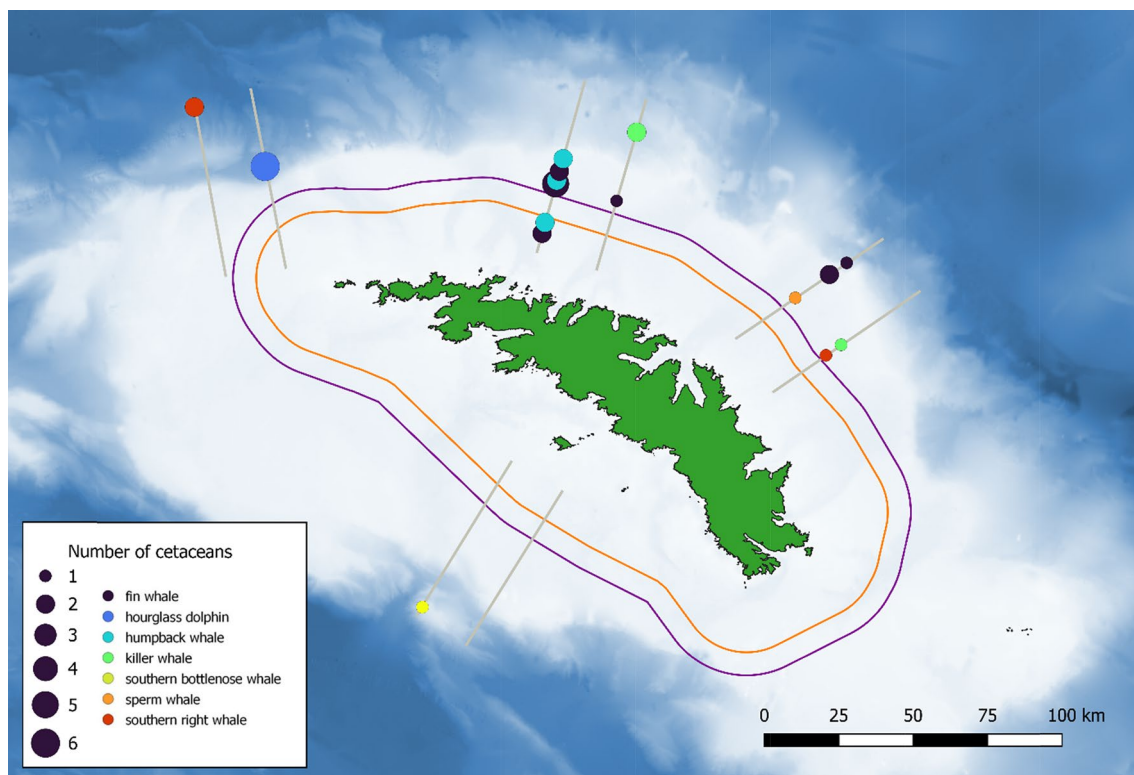 Number of cetaceans
1
2
3
4
5
6
fin whale
hourglass dolphin
humpback whale
killer whale
southern bottlenose whale
sperm whale
southern right whale
0 25 50 75 100 km